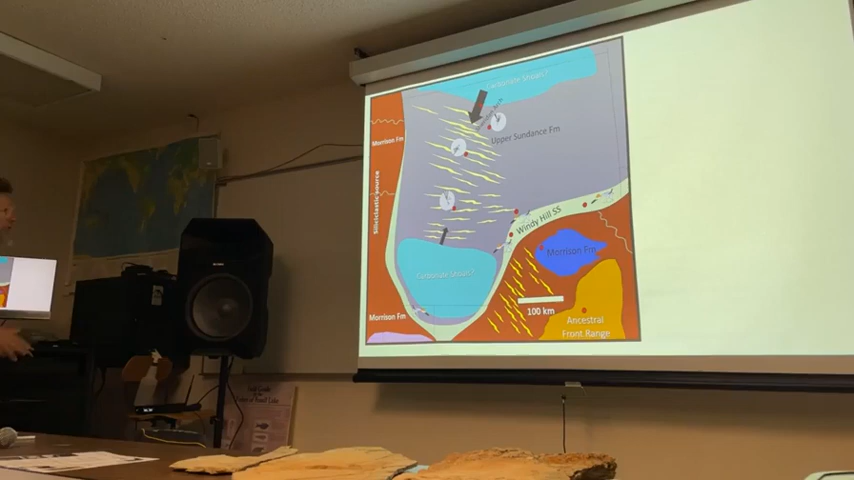 Carbonate Shoals?
Morrison Fm
Upper Sundance Fm
Siliciclastic source
Windy Hill SS
Morrison Fm
Carbonate Shoals?
100 km
Morrison Fm
Ancestral
Front Range